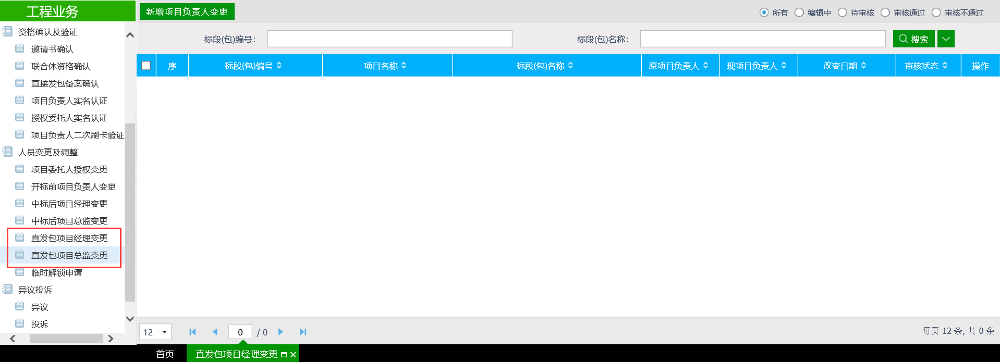 工程业务
资格确认及验证
邀请书确认
联合体资格确认
直接发包备案确认
项目负责人实名认证
授权委托人实名认证
项目负责人二次刷卡验证
人员变更及调整
项目委托人授权变更
开标前项目负责人变更
中标后项目经理变更
中标后项目总监变更
直发包项目经理变更
直发包项目总监变更
临时解锁申请
异议投诉
异议
投诉
新增项目负责人变更
所有 编辑中 待审核 审核通过 审核不通过
标段(包)编号： 标段(包)名称： 搜索
序 标段(包)编号 项目名称 标段(包)名称 原项目负责人 现项目负责人 改变日期 审核状态 操作
12 0 / 0 每页 12 条, 共 0 条
首页 直发包项目经理变更